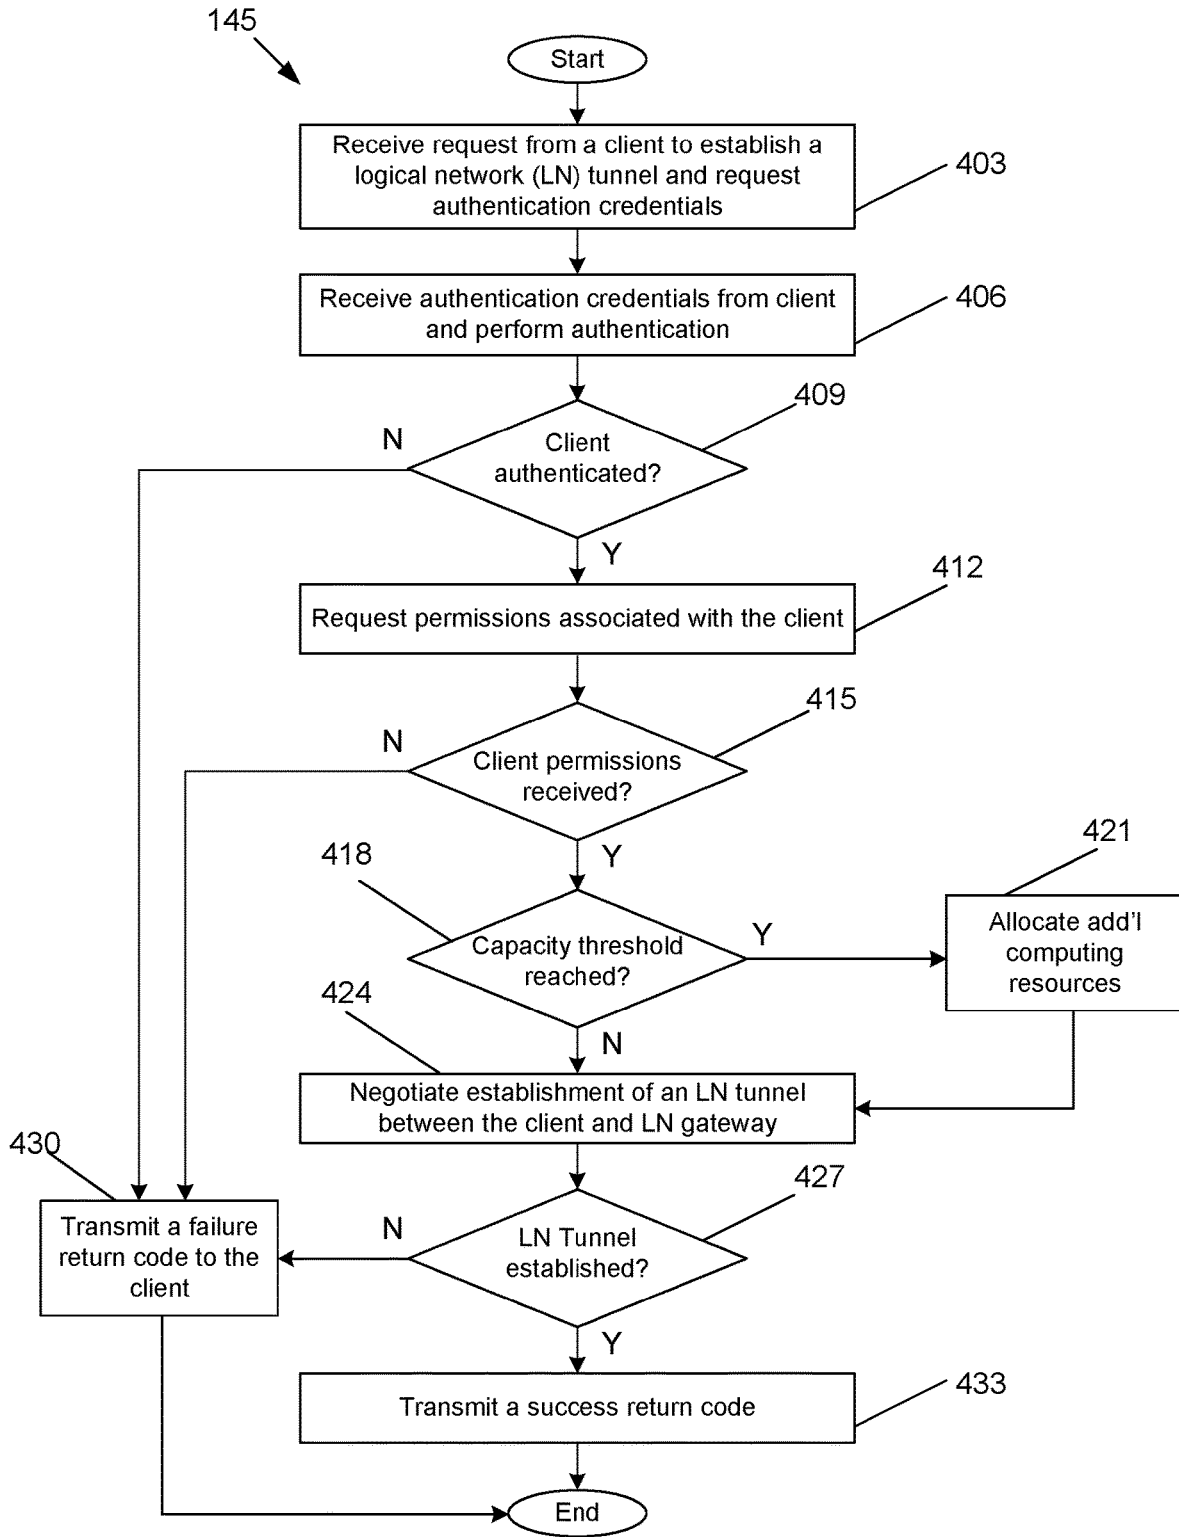 145
Start
Receive request from a client to establish a
logical network (LN) tunnel and request
authentication credentials
403
Receive authentication credentials from client
and perform authentication
406
409
N
Client
authenticated?
Y
412
Request permissions associated with the client
415
N
Client permissions
received?
Y
418
421
Capacity threshold
reached?
Y
Allocate add'l
computing
resources
424
N
Negotiate establishment of an LN tunnel
between the client and LN gateway
430
427
Transmit a failure
return code to the
client
N
LN Tunnel
established?
Y
433
Transmit a success return code
End